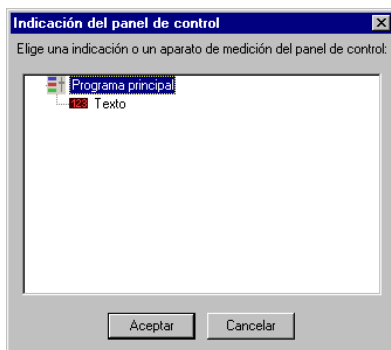 Indicación del panel de control
Elige una indicación o un aparato de medición del panel de control:
Programa principal
123 Texto
Aceptar
Cancelar